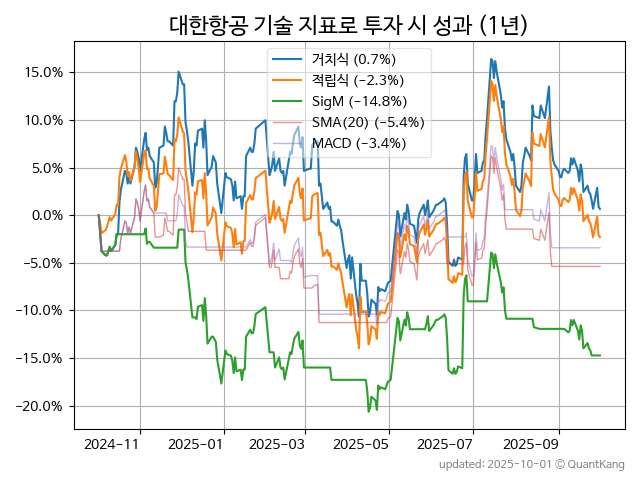 대한항공 기술 지표로 투자 시 성과 (1년)
거치식 (0.7%)
적립식 (−2.3%)
SigM (−14.8%)
SMA(20) (−5.4%)
MACD (−3.4%)
15.0%
10.0%
5.0%
0.0%
−5.0%
−10.0%
−15.0%
−20.0%
2024-11 2025-01 2025-03 2025-05 2025-07 2025-09
updated: 2025-10-01 © QuantKang